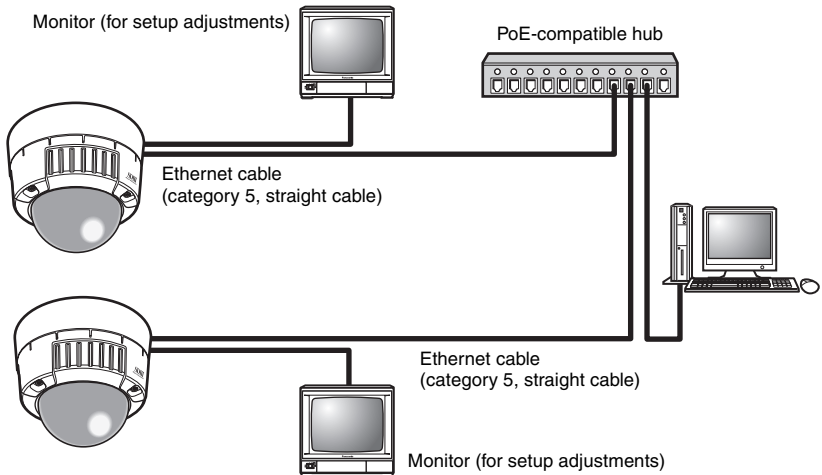 Monitor (for setup adjustments)
PoE-compatible hub
Ethernet cable
(category 5, straight cable)
Ethernet cable
(category 5, straight cable)
Monitor (for setup adjustments)